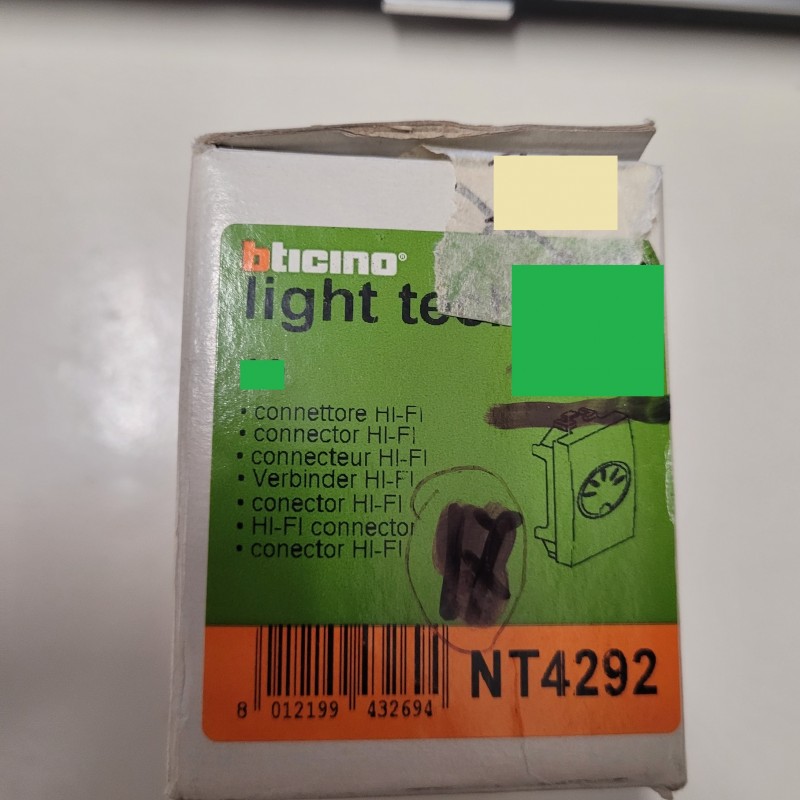 bticino®
light tech
• connettore HI-FI
• connector HI-FI
• connecteur HI-FI
• Verbinder HI-FI
• conector HI-FI
• HI-FI connector
• conector HI-FI
NT4292
8 012199 432694